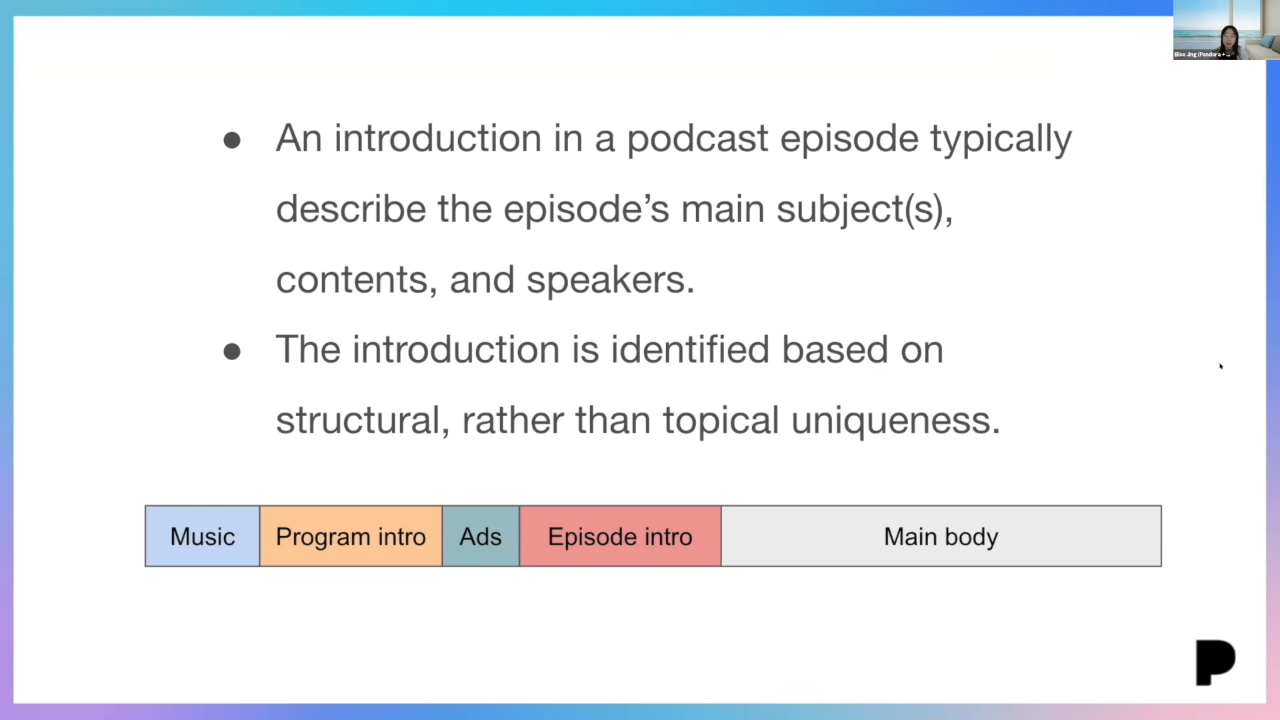 ● An introduction in a podcast episode typically
describe the episode’s main subject(s),
contents, and speakers.
● The introduction is identified based on
structural, rather than topical uniqueness.
Music
Program intro
Ads
Episode intro
Main body